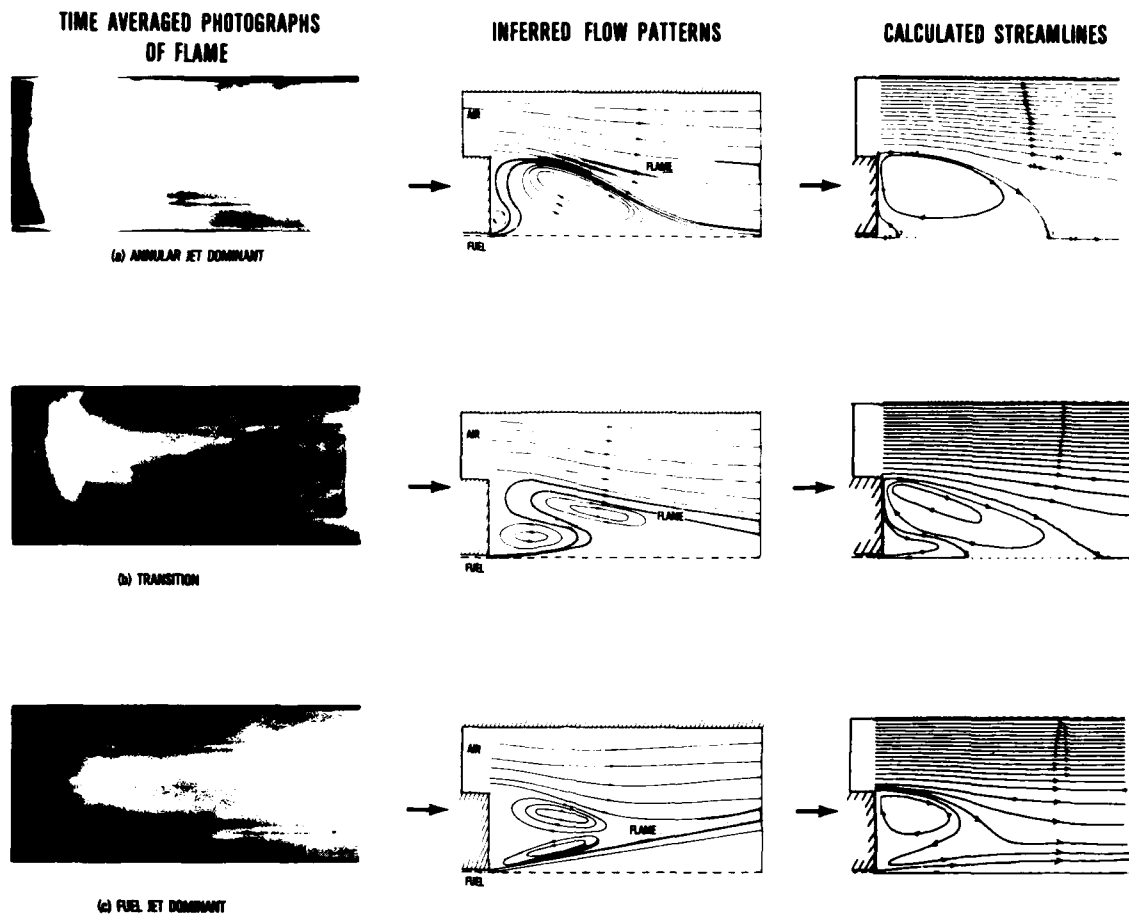 TIME AVERAGED PHOTOGRAPHS
OF FLAME
INFERRED FLOW PATTERNS
CALCULATED STREAMLINES
AIR
FLAME
FUEL
(a) ANNULAR JET DOMINANT
AIR
FLAME
FUEL
(b) TRANSITION
AIR
FLAME
FUEL
(c) FUEL JET DOMINANT